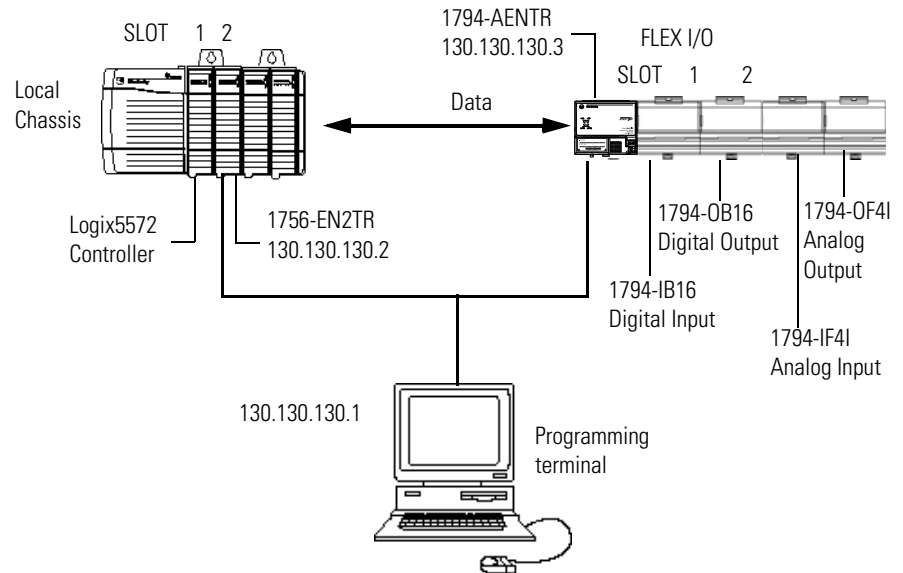 1794-AENTR
130.130.130.3
SLOT 1 2
FLEX I/O
SLOT 1 2
Local
Chassis
Data
Logix5572
Controller
1756-EN2TR
130.130.130.2
1794-OB16
Digital Output
1794-OF4I
Analog
Output
1794-IB16
Digital Input
1794-IF4I
Analog Input
130.130.130.1
Programming
terminal